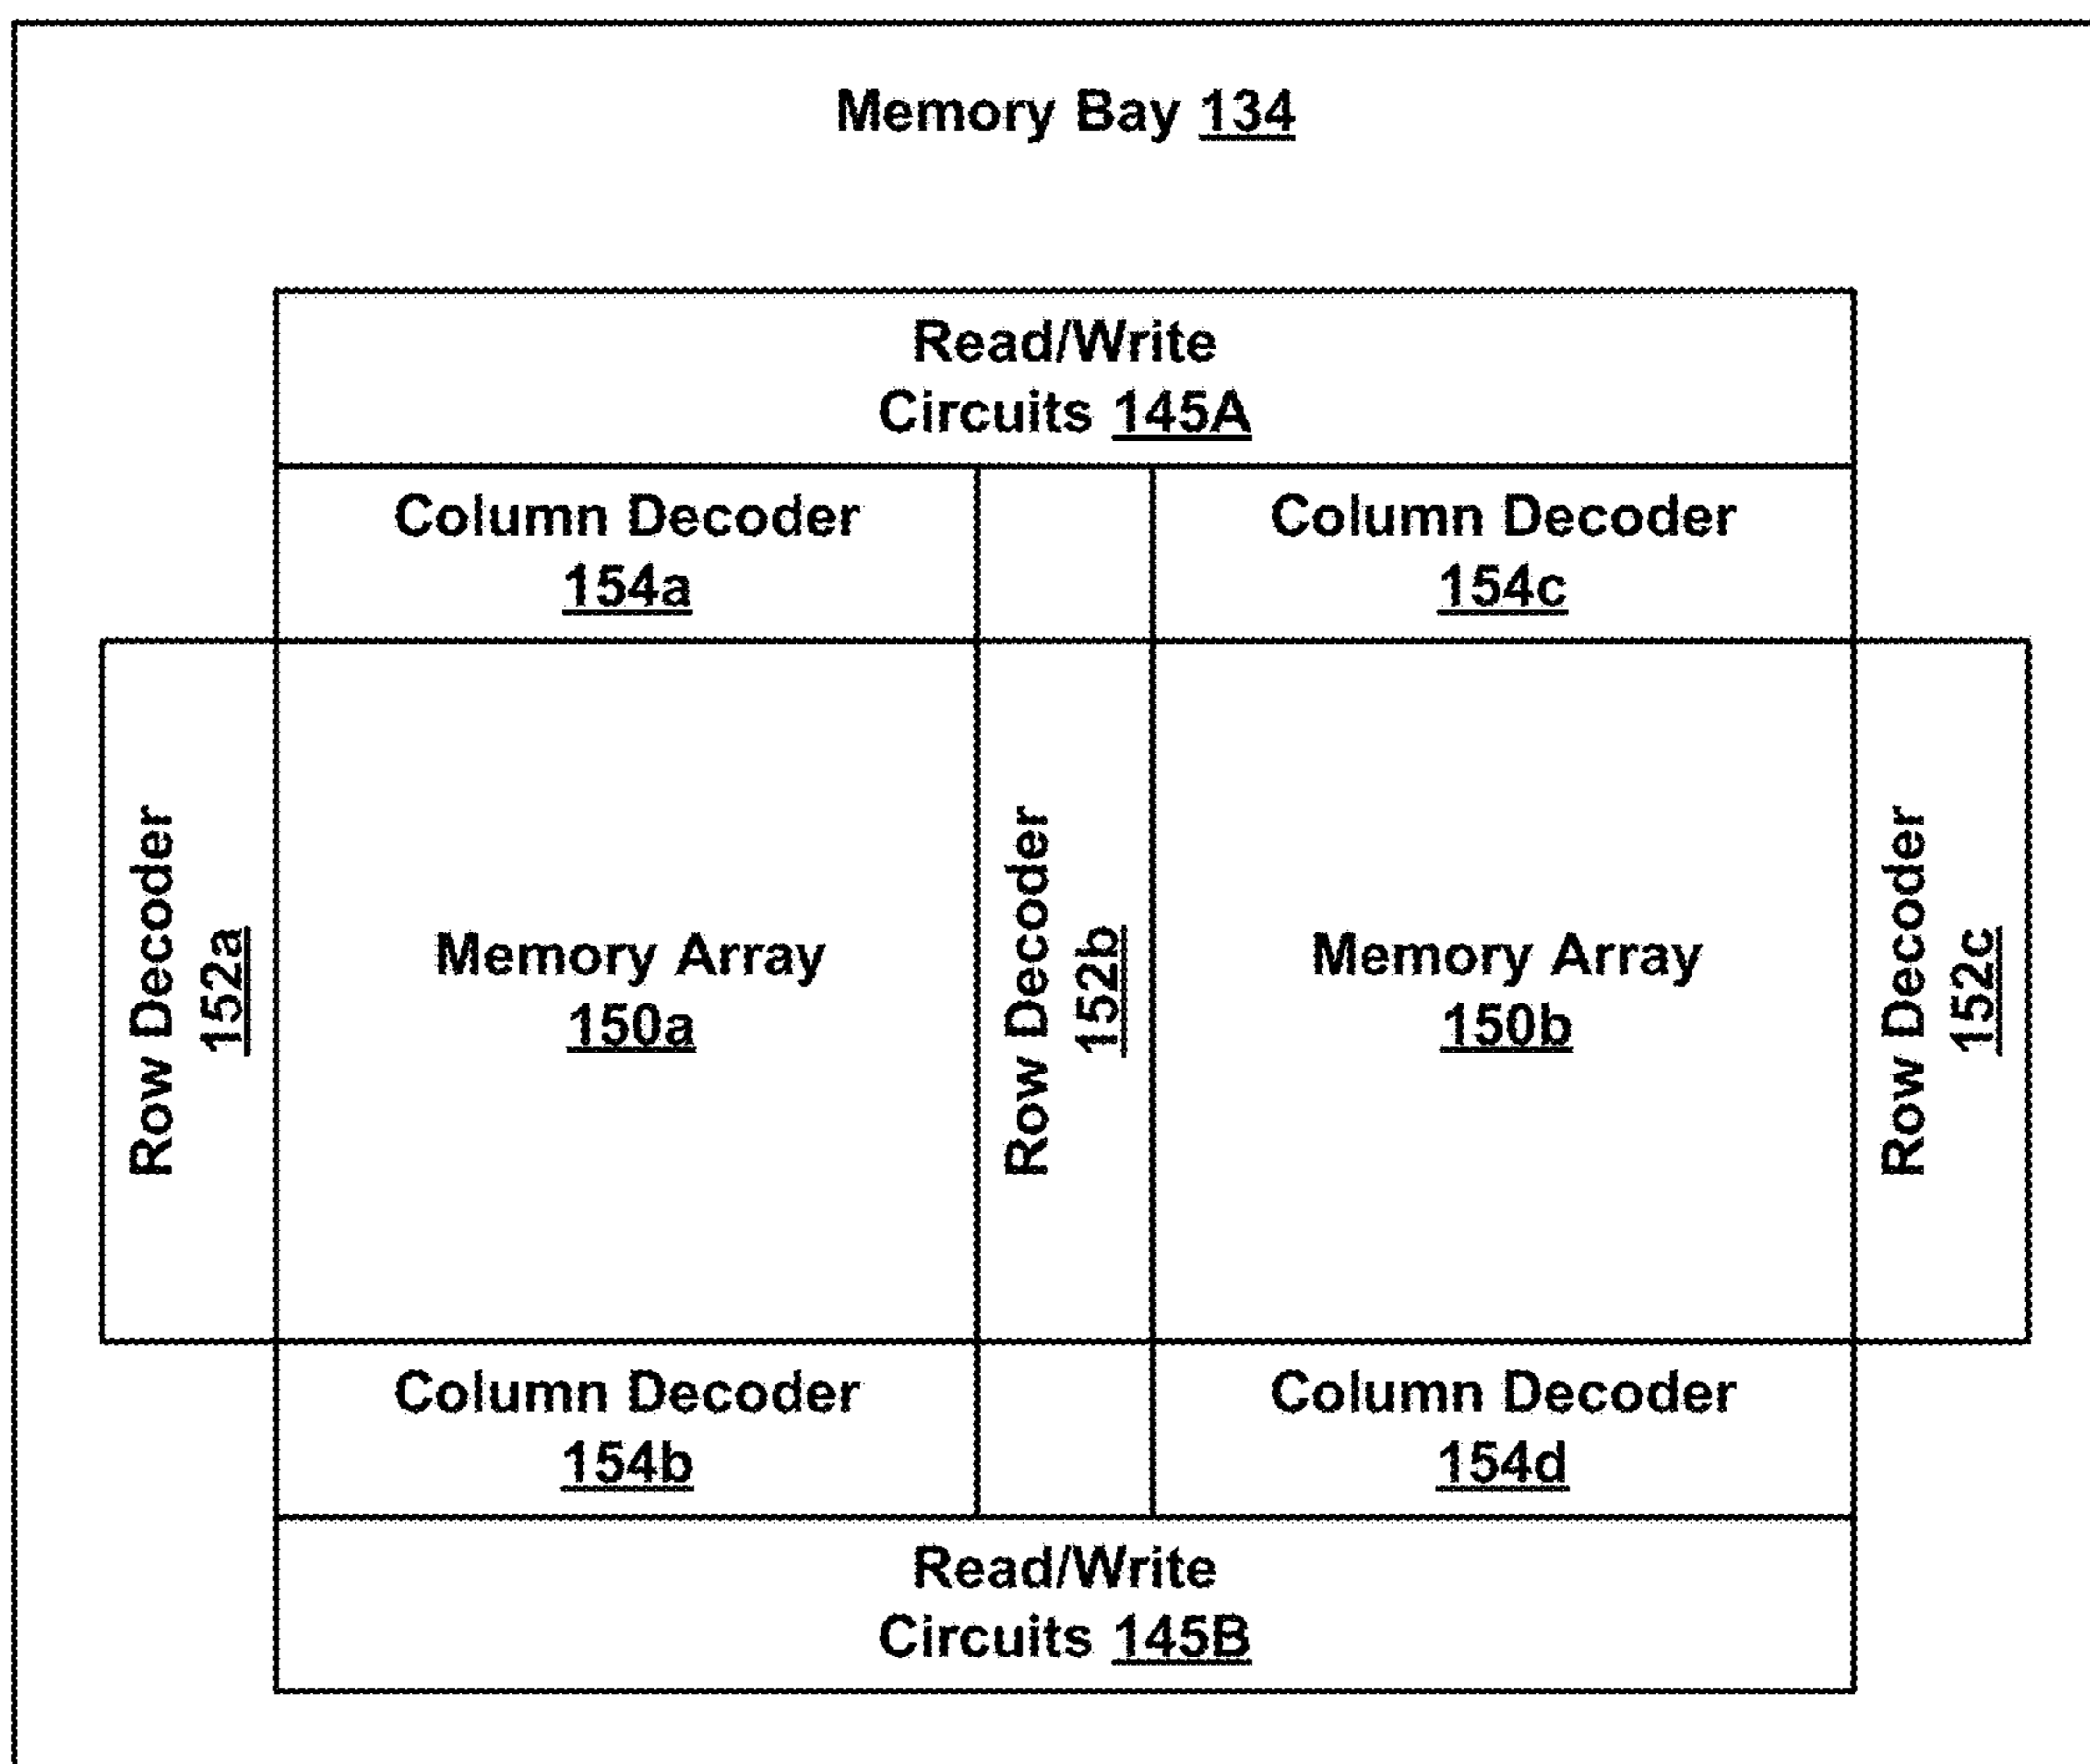 Memory Bay 134
Read/Write
Circuits 145A
Column Decoder
154a
Column Decoder
154c
Row Decoder
152a
Memory Array
150a
Row Decoder
152b
Memory Array
150b
Row Decoder
152c
Column Decoder
154b
Column Decoder
154d
Read/Write
Circuits 145B